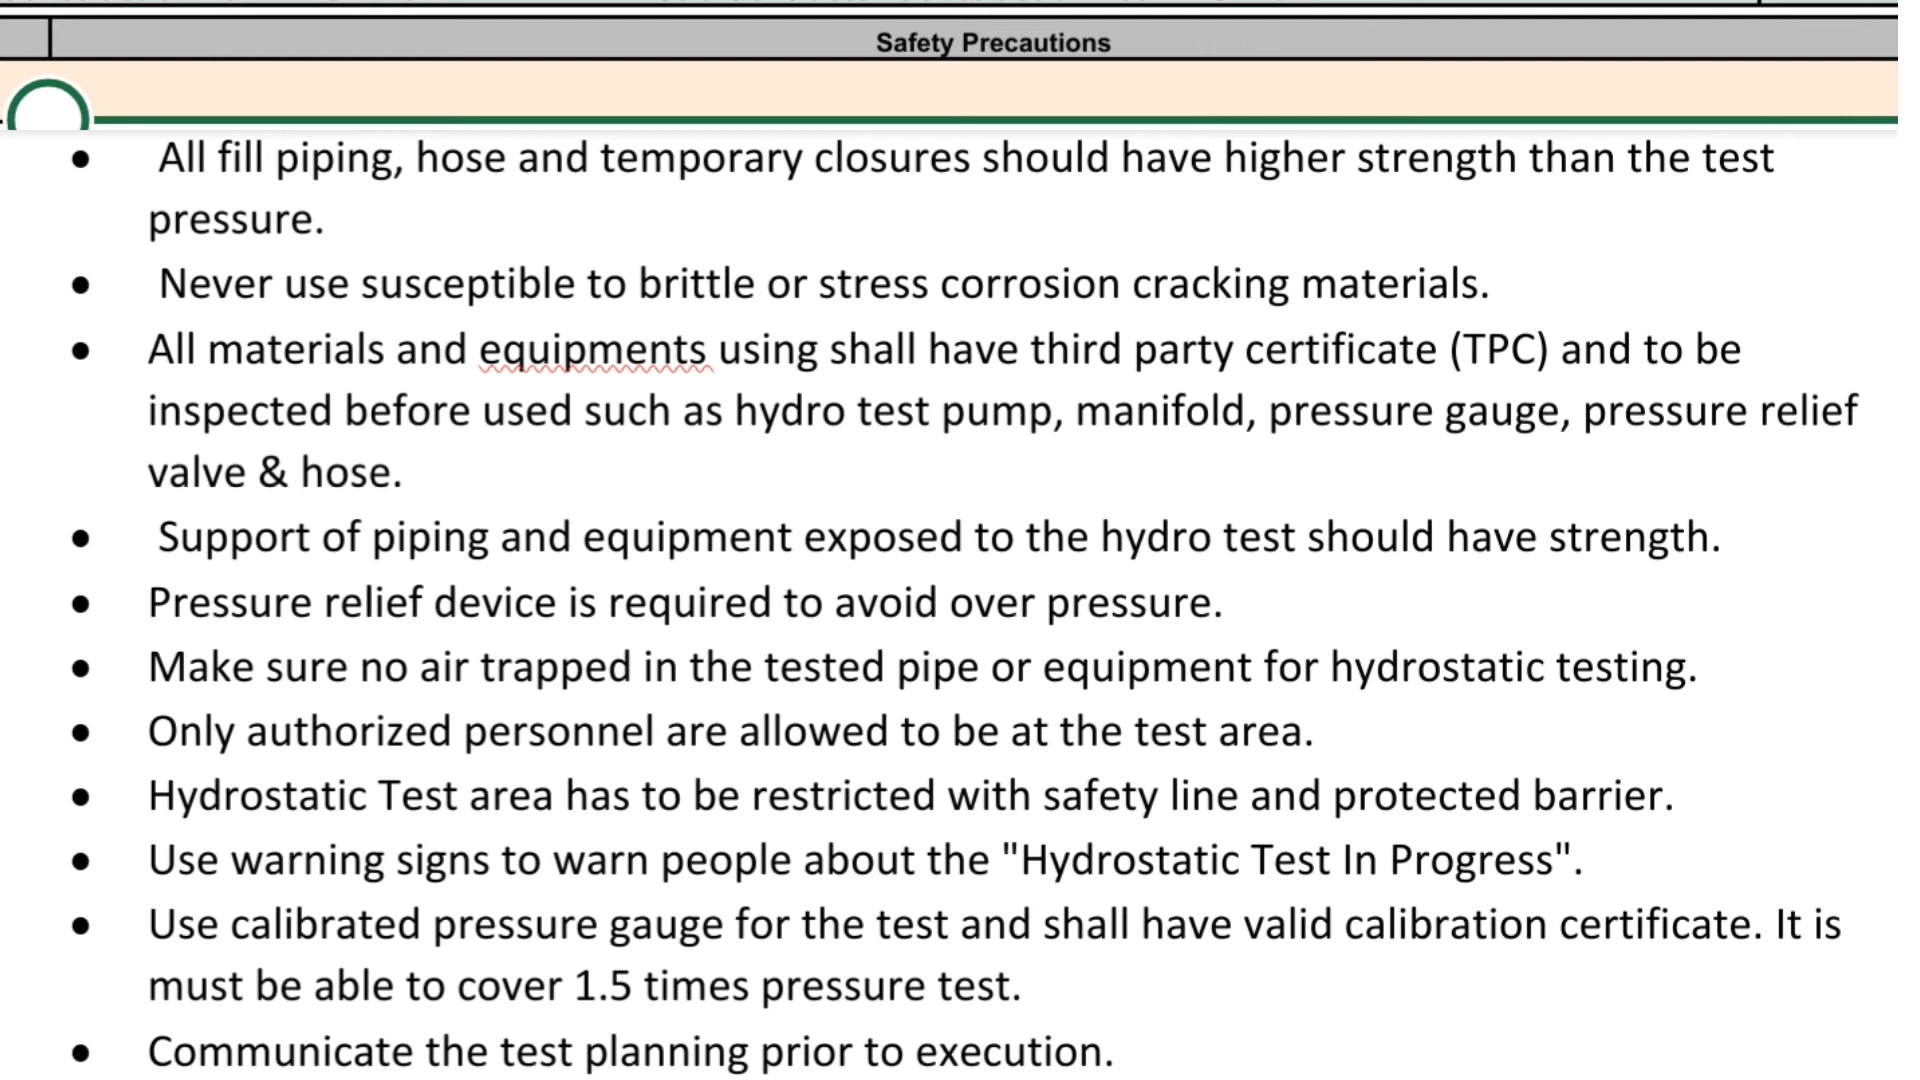 Safety Precautions
• All fill piping, hose and temporary closures should have higher strength than the test
pressure.
• Never use susceptible to brittle or stress corrosion cracking materials.
• All materials and equipments using shall have third party certificate (TPC) and to be
inspected before used such as hydro test pump, manifold, pressure gauge, pressure relief
valve & hose.
• Support of piping and equipment exposed to the hydro test should have strength.
• Pressure relief device is required to avoid over pressure.
• Make sure no air trapped in the tested pipe or equipment for hydrostatic testing.
• Only authorized personnel are allowed to be at the test area.
• Hydrostatic Test area has to be restricted with safety line and protected barrier.
• Use warning signs to warn people about the "Hydrostatic Test In Progress".
• Use calibrated pressure gauge for the test and shall have valid calibration certificate. It is
must be able to cover 1.5 times pressure test.
• Communicate the test planning prior to execution.